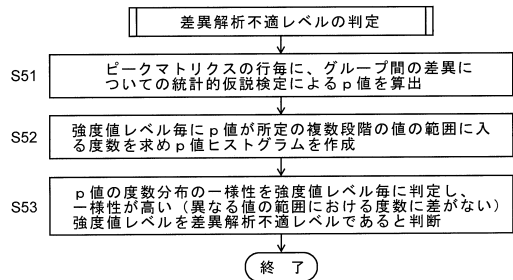 差異解析不適レベルの判定
S51
ピークマトリクスの行毎に、グループ間の差異に
ついての統計的仮説検定によるp値を算出
S52
強度値レベル毎にp値が所定の複数段階の値の範囲に入
る度数を求めp値ヒストグラムを作成
S53
p値の度数分布の一様性を強度値レベル毎に判定し、
一様性が高い(異なる値の範囲における度数に差がない)
強度値レベルを差異解析不適レベルであると判断
終 了